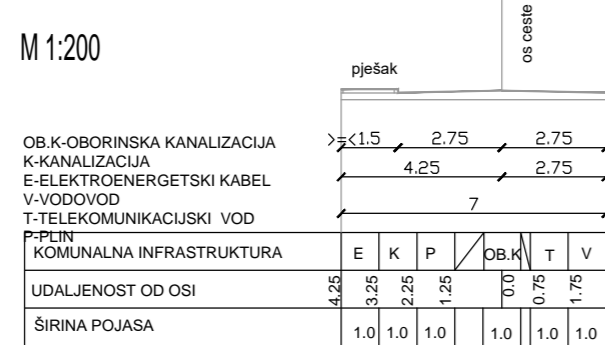 M 1:200
os ceste
pješak
OB.K-OBORINSKA KANALIZACIJA
K-KANALIZACIJA
E-ELEKTROENERGETSKI KABEL
V-VODOVOD
T-TELEKOMUNIKACIJSKI VOD
P-PLIN
>=<1.5 2.75 2.75
4.25 2.75
7
KOMUNALNA INFRASTRUKTURA E K P OB.K T V
UDALJENOST OD OSI 4.25 3.25 2.25 1.25 0.0 0.75 1.75
ŠIRINA POJASA 1.0 1.0 1.0 1.0 1.0 1.0